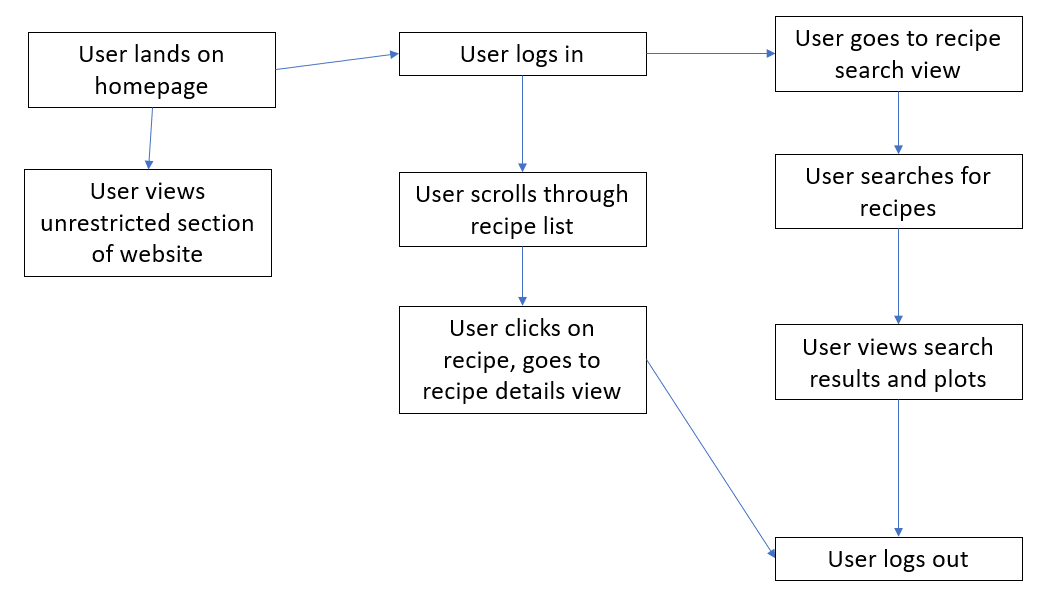 User lands on
homepage
User views
unrestricted section
of website
User logs in
User scrolls through
recipe list
User clicks on
recipe, goes to
recipe details view
User goes to recipe
search view
User searches for
recipes
User views search
results and plots
User logs out